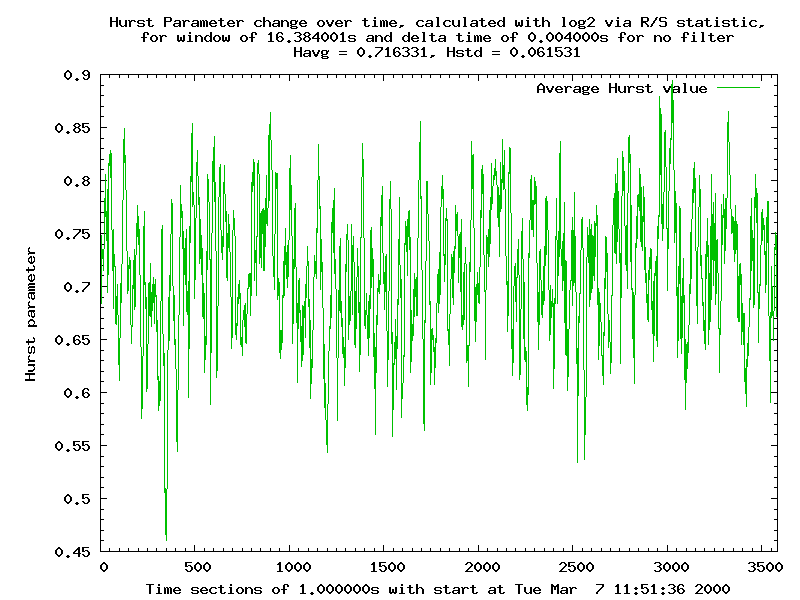 Hurst Parameter change over time, calculated with log2 via R/S statistic,
for window of 16.384001s and delta time of 0.004000s for no filter
Havg = 0.716331, Hstd = 0.061531
Average Hurst value
0.9
0.85
0.8
0.75
0.7
0.65
0.6
0.55
0.5
0.45
Hurst parameter
0 500 1000 1500 2000 2500 3000 3500
Time sections of 1.000000s with start at Tue Mar  7 11:51:36 2000